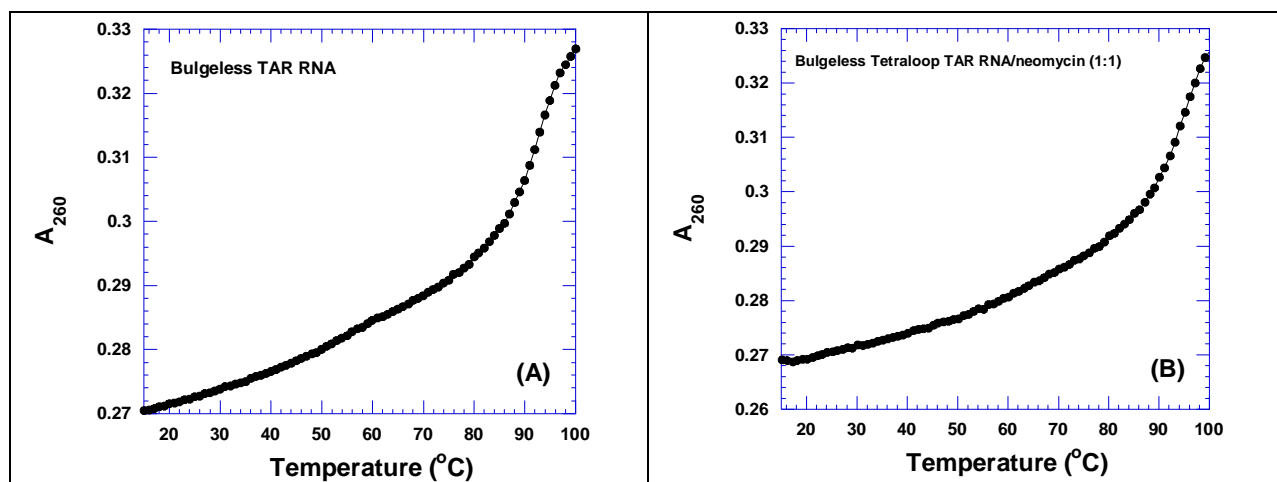 0.33
0.32
0.31
0.3
0.29
0.28
0.27
A260
Bulgeless TAR RNA
(A)
20 30 40 50 60 70 80 90 100
Temperature (oC)
0.33
0.32
0.31
0.3
0.29
0.28
0.27
0.26
A260
Bulgeless Tetraloop TAR RNA/neomycin (1:1)
(B)
20 30 40 50 60 70 80 90 100
Temperature (oC)